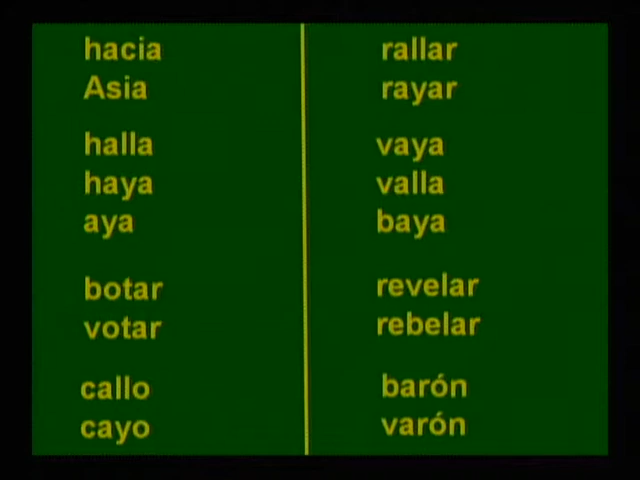 hacia
Asia
halla
haya
aya
botar
votar
callo
cayo
rallar
rayar
vaya
valla
baya
revelar
rebelar
barón
varón